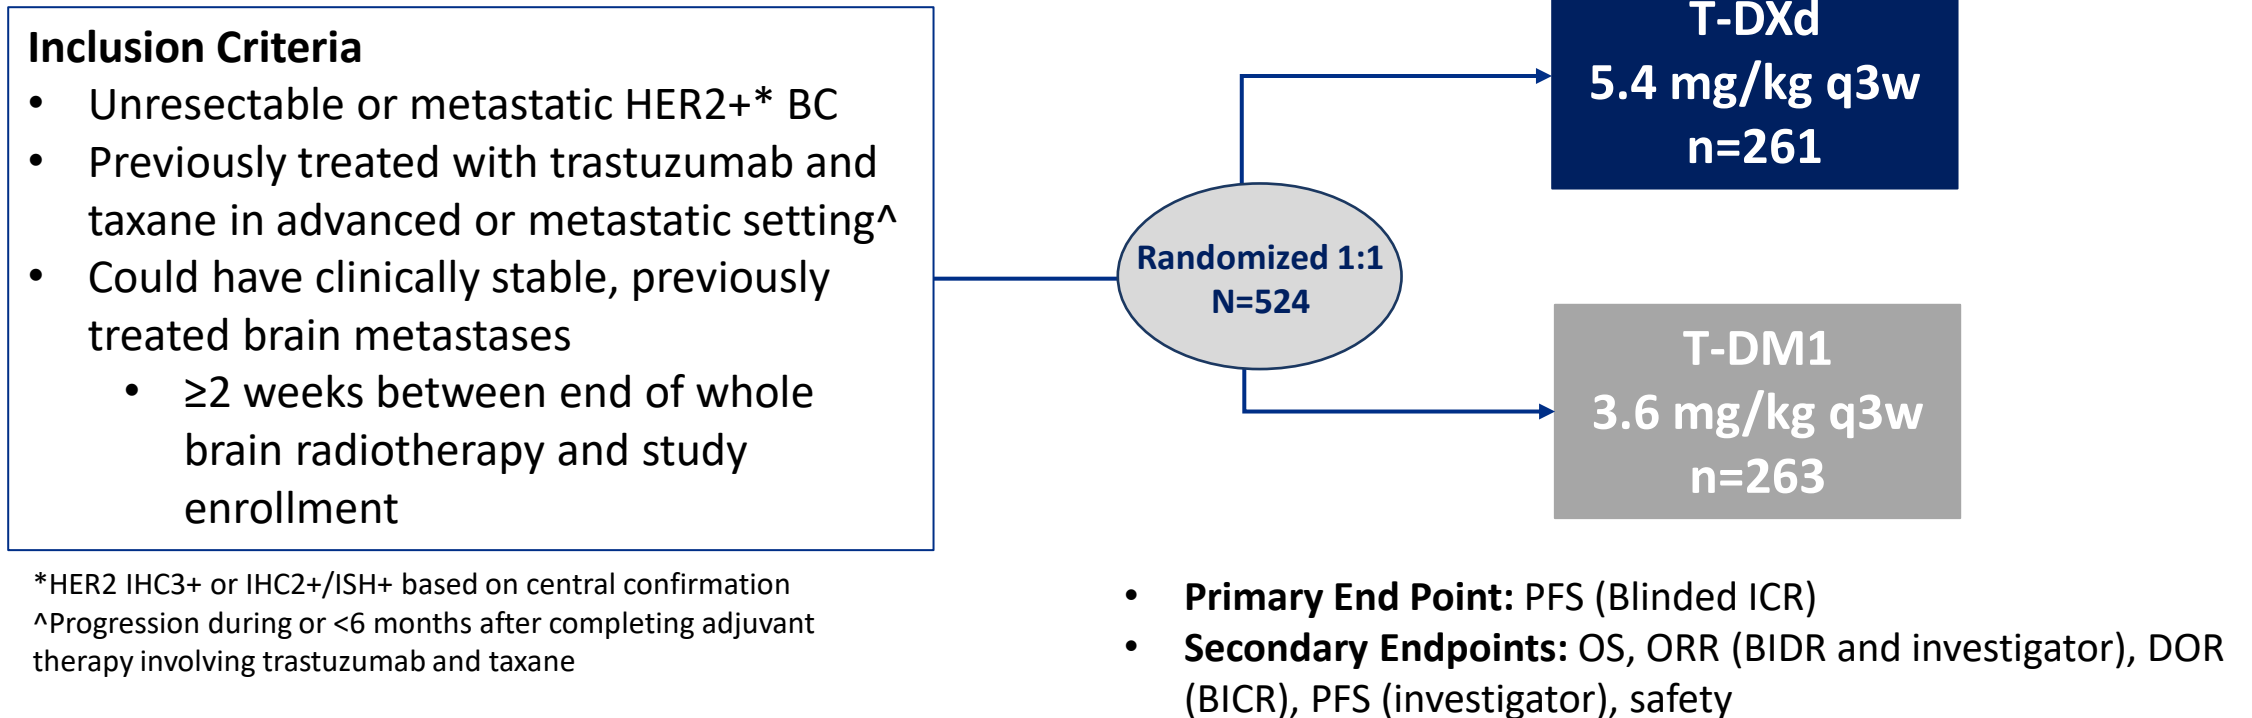 Inclusion Criteria
• Unresectable or metastatic HER2+* BC
• Previously treated with trastuzumab and
taxane in advanced or metastatic setting^
• Could have clinically stable, previously
treated brain metastases
• ≥2 weeks between end of whole
brain radiotherapy and study
enrollment
*HER2 IHC3+ or IHC2+/ISH+ based on central confirmation
^Progression during or <6 months after completing adjuvant
therapy involving trastuzumab and taxane
Randomized 1:1
N=524
T-DXd
5.4 mg/kg q3w
n=261
T-DM1
3.6 mg/kg q3w
n=263
• Primary End Point: PFS (Blinded ICR)
• Secondary Endpoints: OS, ORR (BIDR and investigator), DOR
(BICR), PFS (investigator), safety